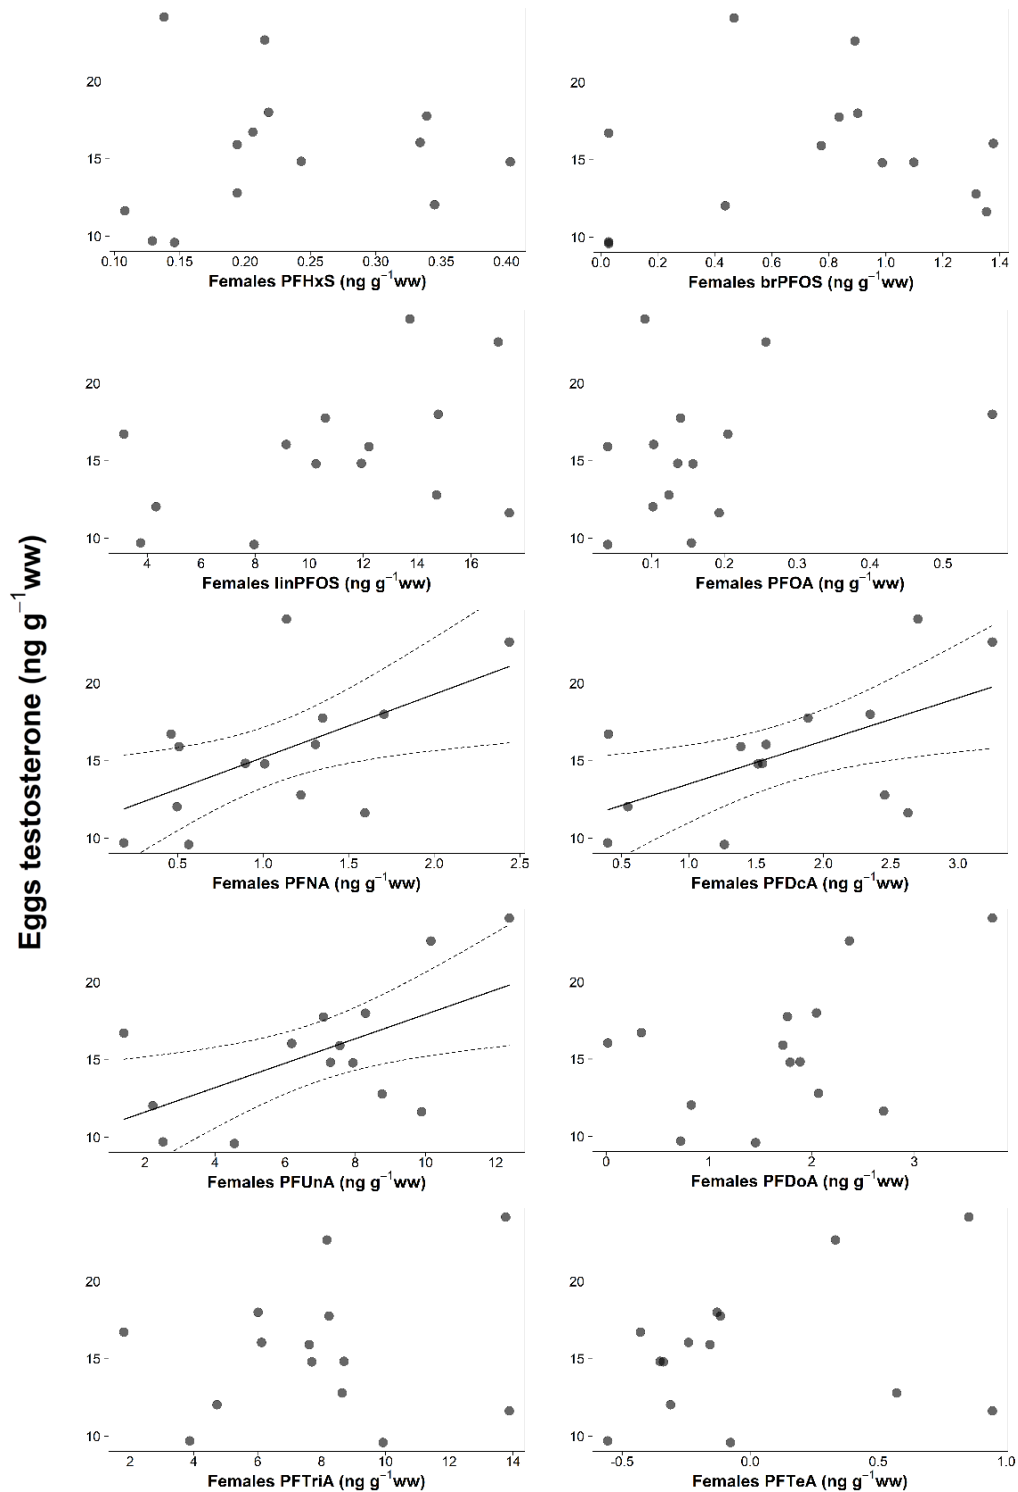 Eggs testosterone (ng g⁻¹ww)
20
15
10
0.10 0.15 0.20 0.25 0.30 0.35 0.40
Females PFHxS (ng g⁻¹ww)
20
15
10
0.0 0.2 0.4 0.6 0.8 1.0 1.2 1.4
Females brPFOS (ng g⁻¹ww)
20
15
10
4 6 8 10 12 14 16
Females linPFOS (ng g⁻¹ww)
20
15
10
0.1 0.2 0.3 0.4 0.5
Females PFOA (ng g⁻¹ww)
20
15
10
0.5 1.0 1.5 2.0 2.5
Females PFNA (ng g⁻¹ww)
20
15
10
0.5 1.0 1.5 2.0 2.5 3.0
Females PFDcA (ng g⁻¹ww)
20
15
10
2 4 6 8 10 12
Females PFUnA (ng g⁻¹ww)
20
15
10
0 1 2 3
Females PFDoA (ng g⁻¹ww)
20
15
10
2 4 6 8 10 12 14
Females PFTriA (ng g⁻¹ww)
20
15
10
-0.5 0.0 0.5 1.0
Females PFTeA (ng g⁻¹ww)